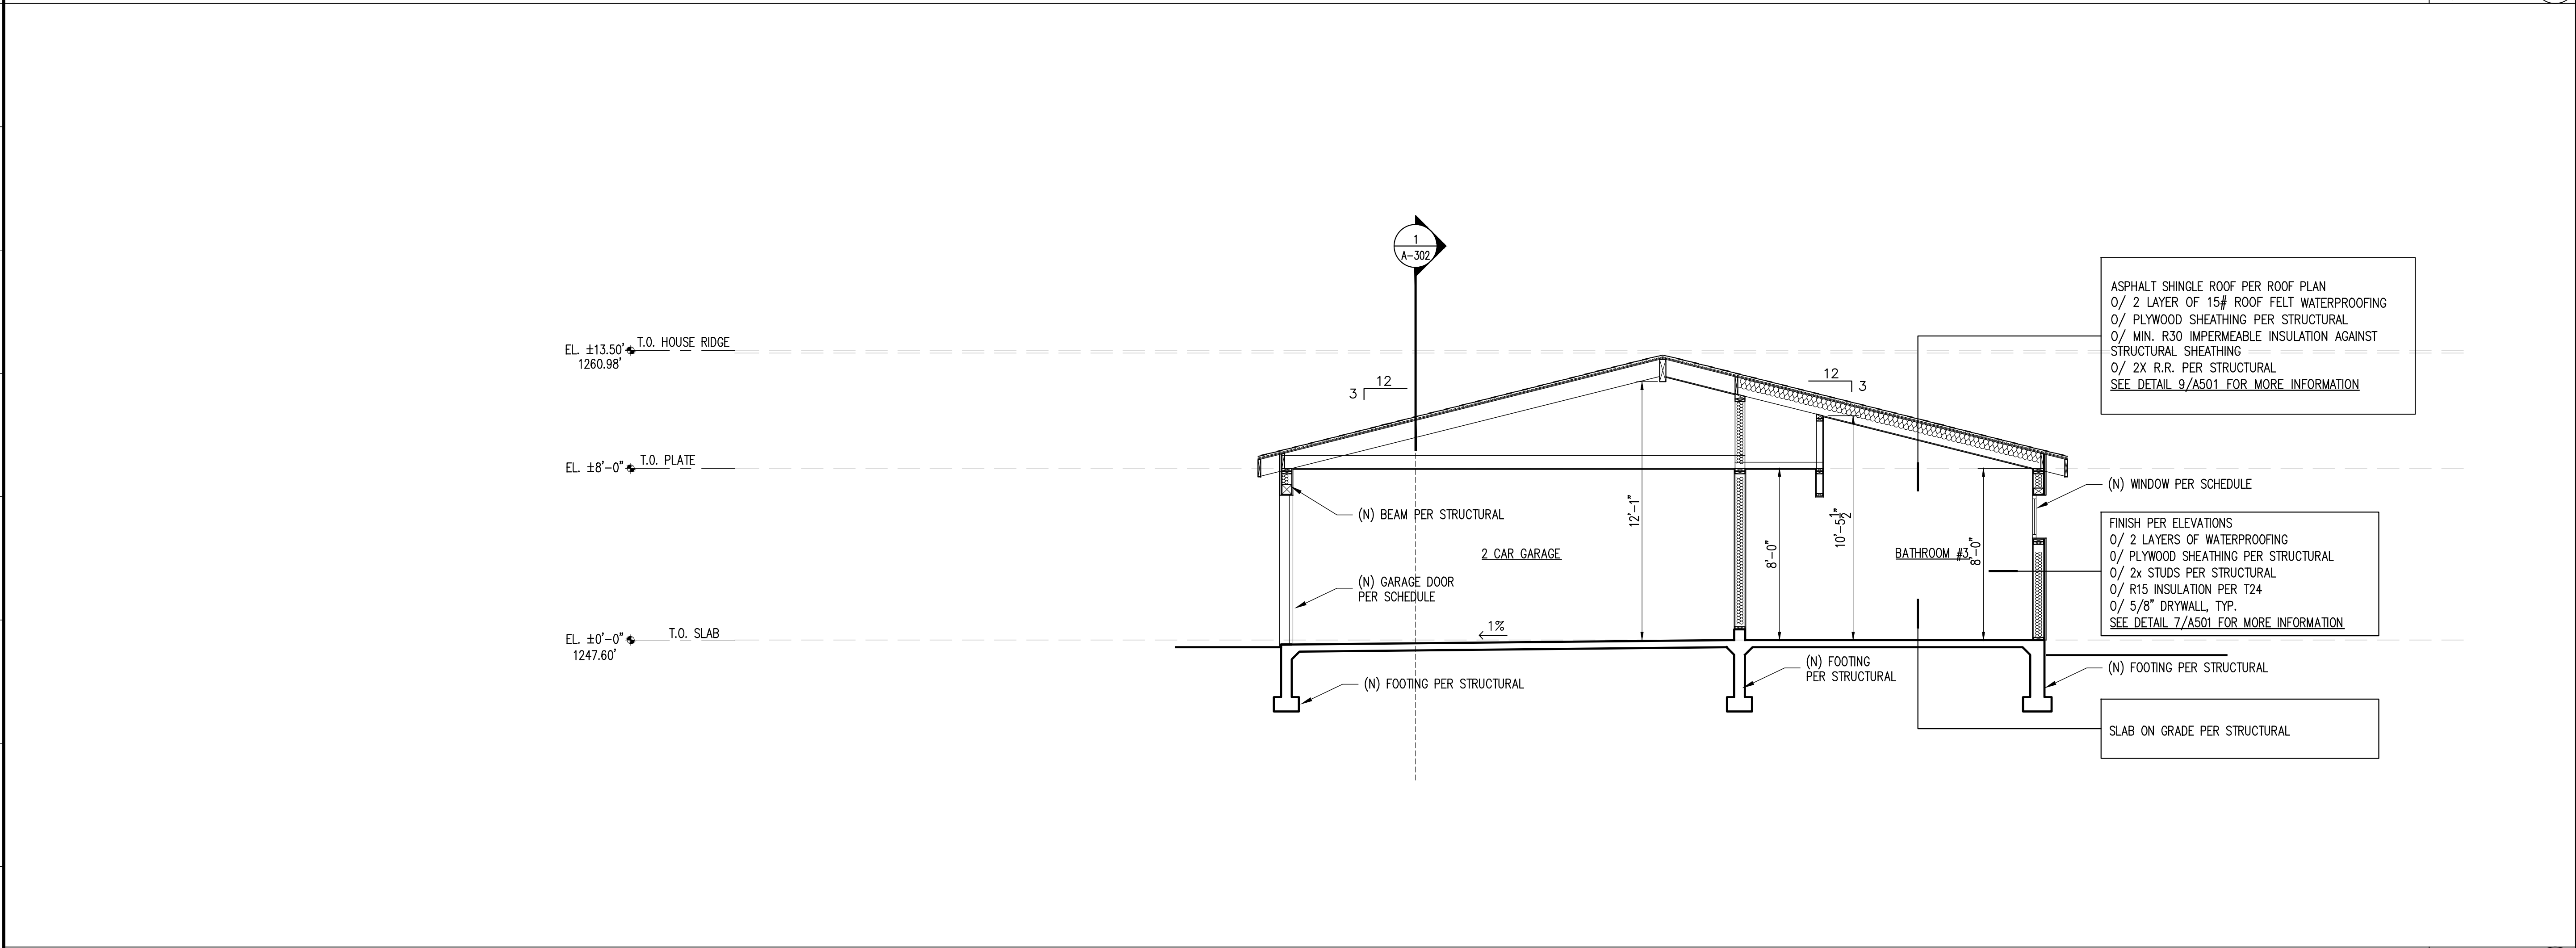 1
A-302
ASPHALT SHINGLE ROOF PER ROOF PLAN
O/ 2 LAYER OF 15# ROOF FELT WATERPROOFING
O/ PLYWOOD SHEATHING PER STRUCTURAL
O/ MIN. R30 IMPERMEABLE INSULATION AGAINST
STRUCTURAL SHEATHING
O/ 2X R.R. PER STRUCTURAL
SEE DETAIL 9/A501 FOR MORE INFORMATION
EL. ±13.50' T.O. HOUSE RIDGE
1260.98'
12
3
12
3
EL. ±8'-0" T.O. PLATE
(N) WINDOW PER SCHEDULE
(N) BEAM PER STRUCTURAL
12'-1"
10'-5 1/2"
8'-0"
8'-0"
2 CAR GARAGE
BATHROOM #3
FINISH PER ELEVATIONS
O/ 2 LAYERS OF WATERPROOFING
O/ PLYWOOD SHEATHING PER STRUCTURAL
O/ 2x STUDS PER STRUCTURAL
O/ R15 INSULATION PER T24
O/ 5/8" DRYWALL, TYP.
SEE DETAIL 7/A501 FOR MORE INFORMATION
(N) GARAGE DOOR
PER SCHEDULE
1%
EL. ±0'-0" T.O. SLAB
1247.60'
(N) FOOTING PER STRUCTURAL
(N) FOOTING
PER STRUCTURAL
(N) FOOTING PER STRUCTURAL
SLAB ON GRADE PER STRUCTURAL